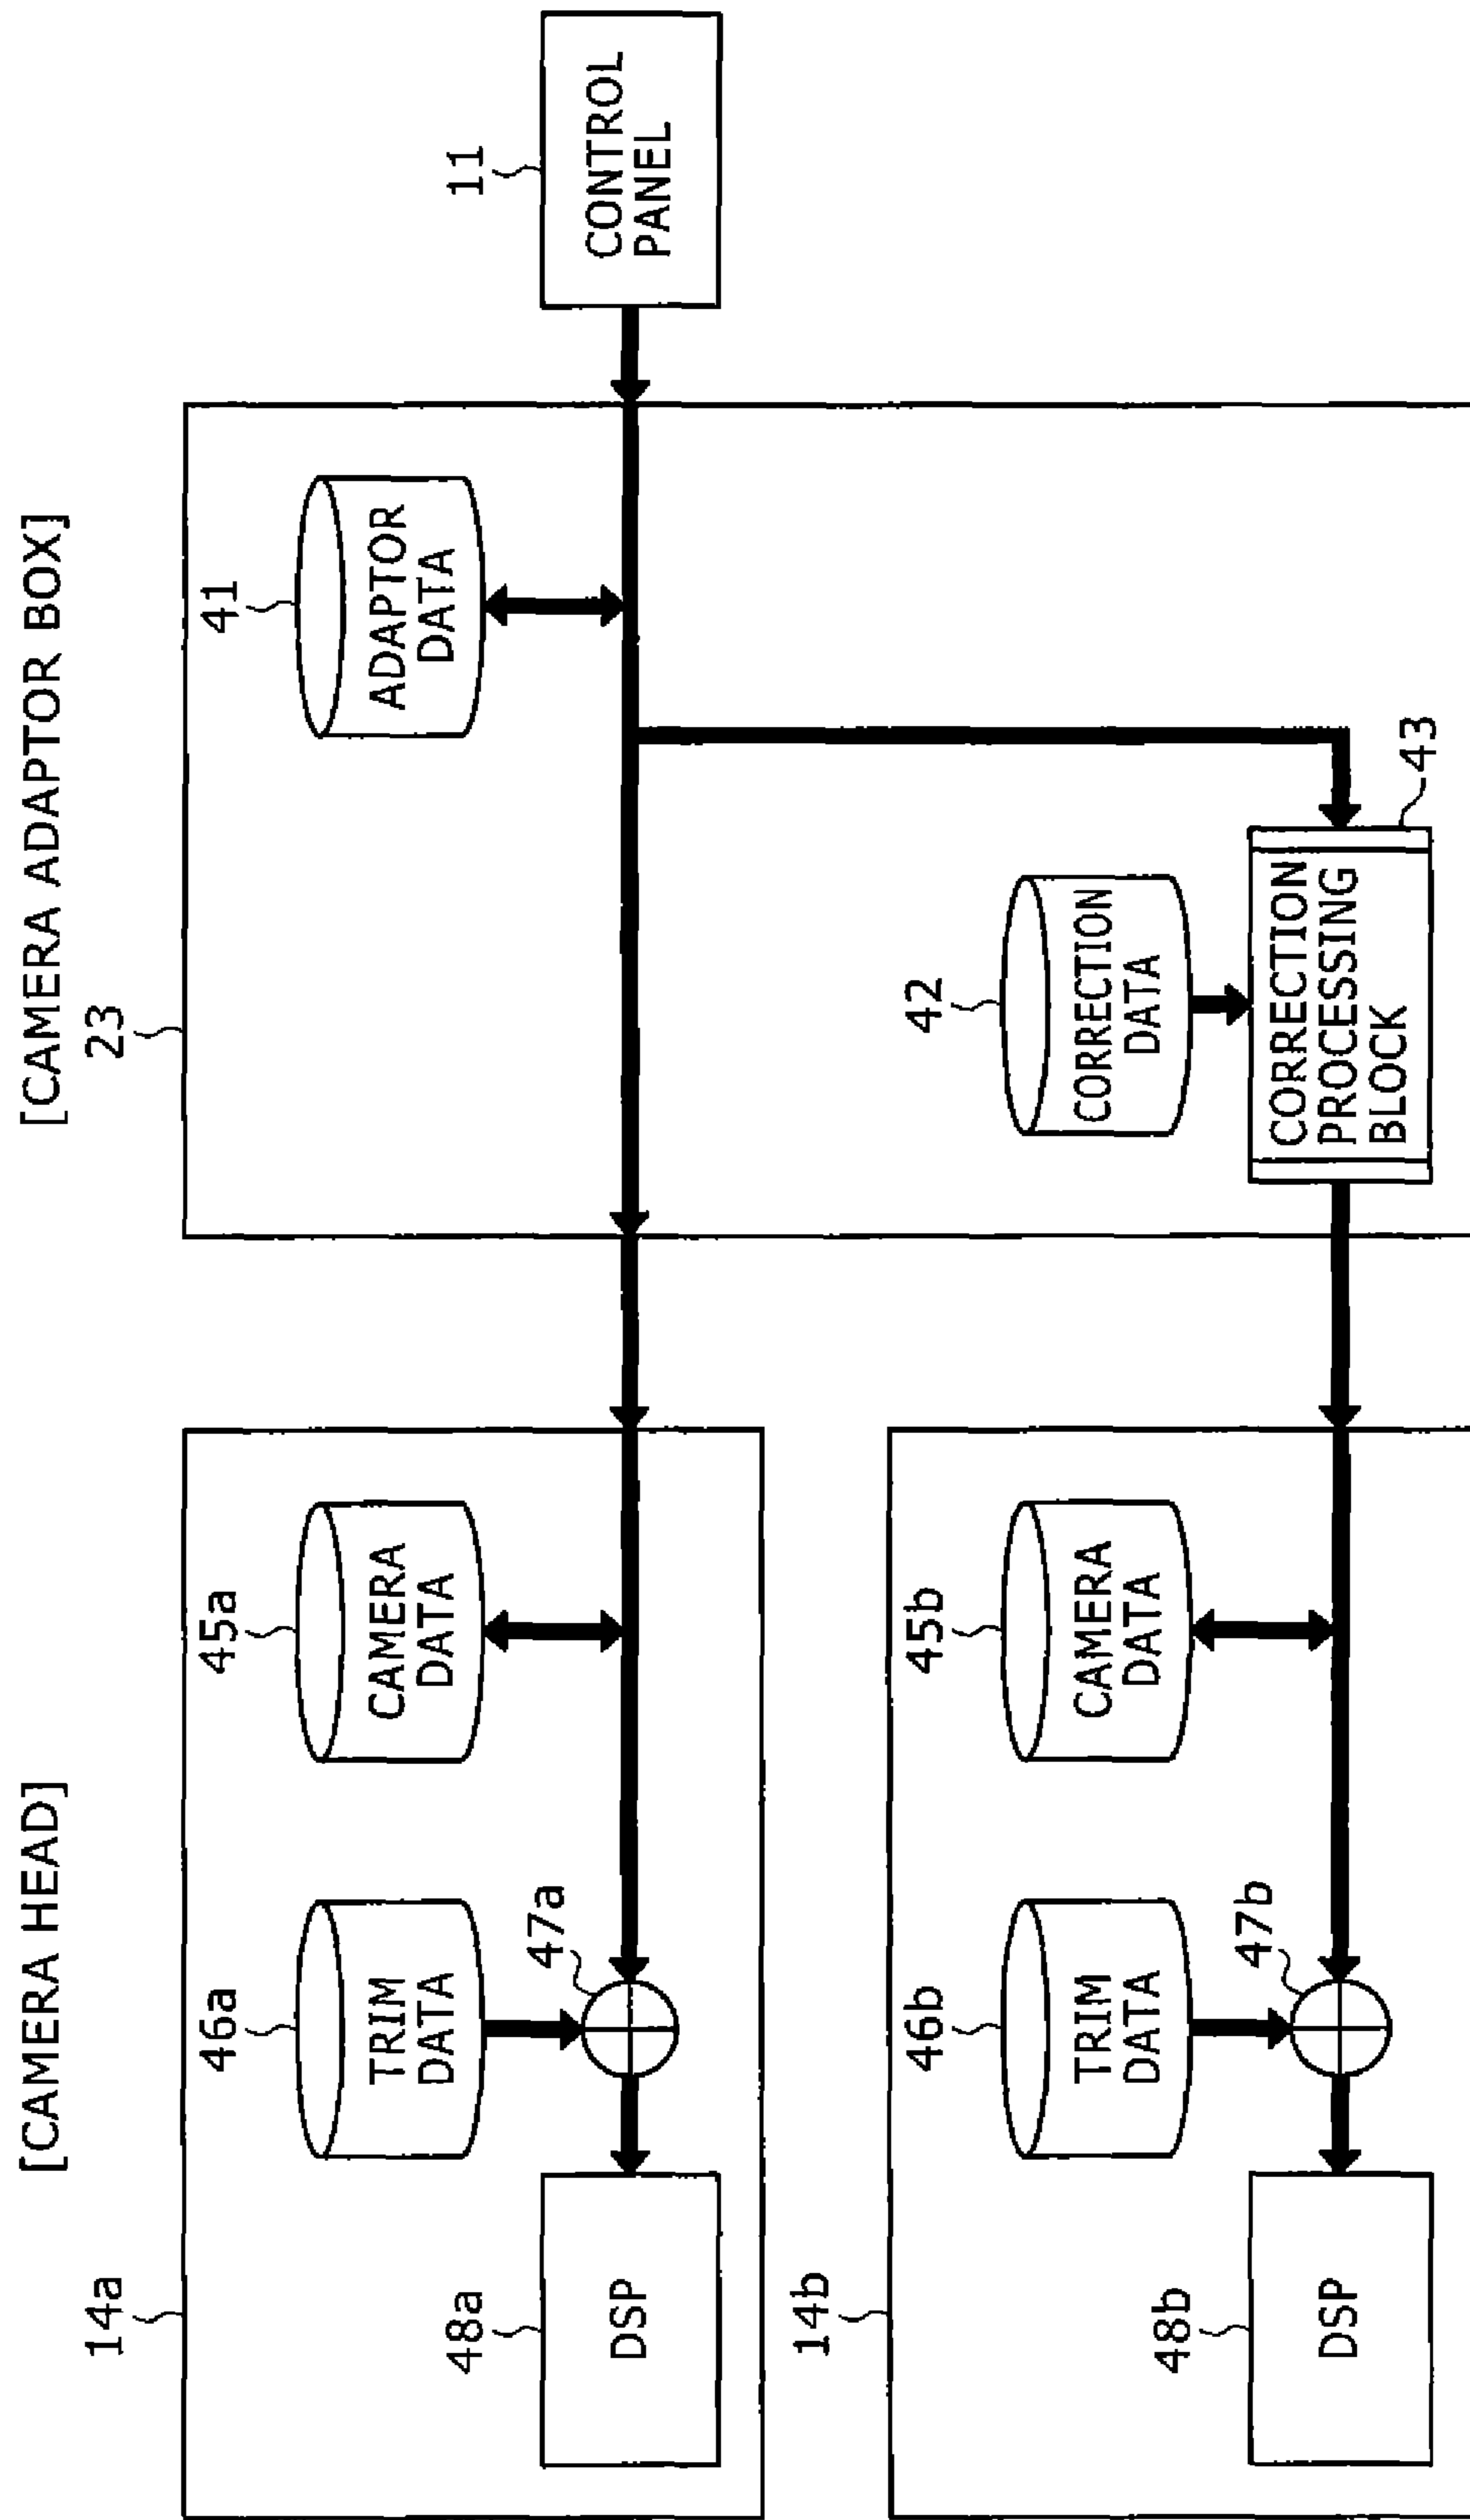 [CAMERA HEAD]
[CAMERA ADAPTOR BOX]
14a
23
46a
45a
41
TRIM
DATA
CAMERA
DATA
ADAPTOR
DATA
48a
47a
11
DSP
CONTROL
PANEL
14b
46b
45b
42
TRIM
DATA
CAMERA
DATA
CORRECTION
DATA
48b
47b
DSP
CORRECTION
PROCESSING
BLOCK
43